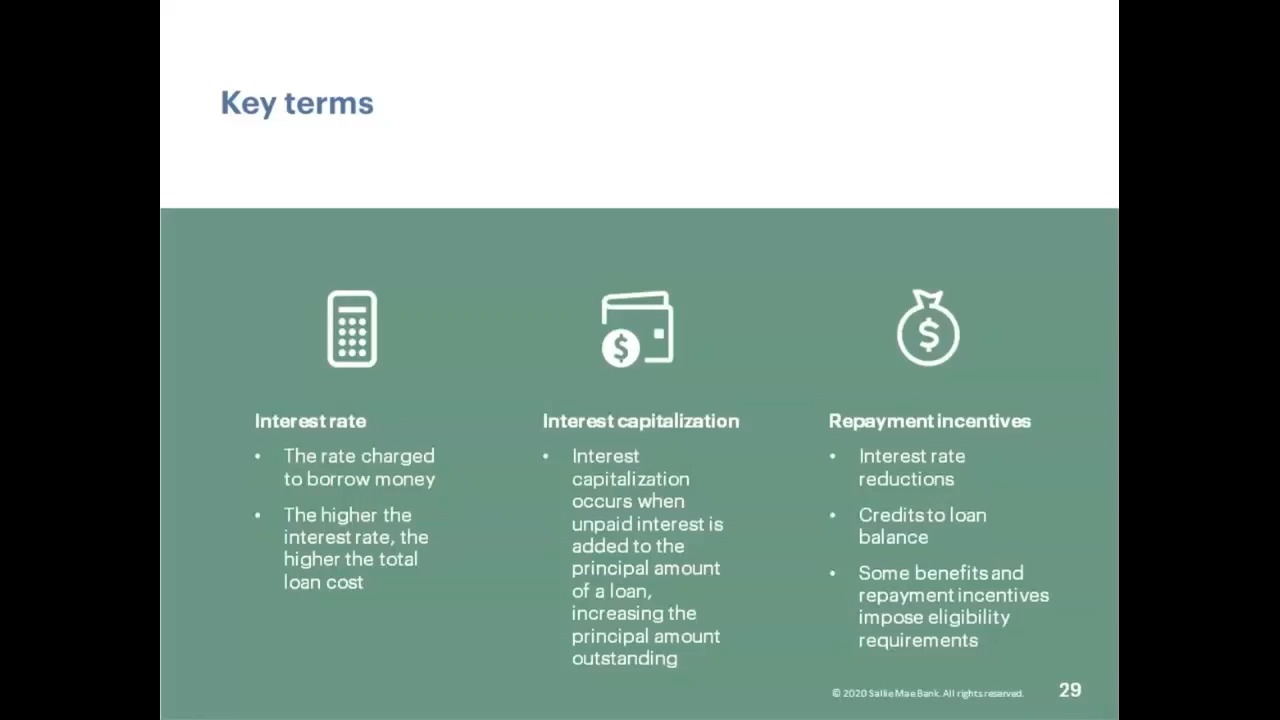 Key terms
Interest rate
• The rate charged
to borrow money
• The higher the
interest rate, the
higher the total
loan cost
Interest capitalization
• Interest
capitalization
occurs when
unpaid interest is
added to the
principal amount
of a loan,
increasing the
principal amount
outstanding
Repayment incentives
• Interest rate
reductions
• Credits to loan
balance
• Some benefits and
repayment incentives
impose eligibility
requirements
© 2020 Sallie Mae Bank. All rights reserved.
29